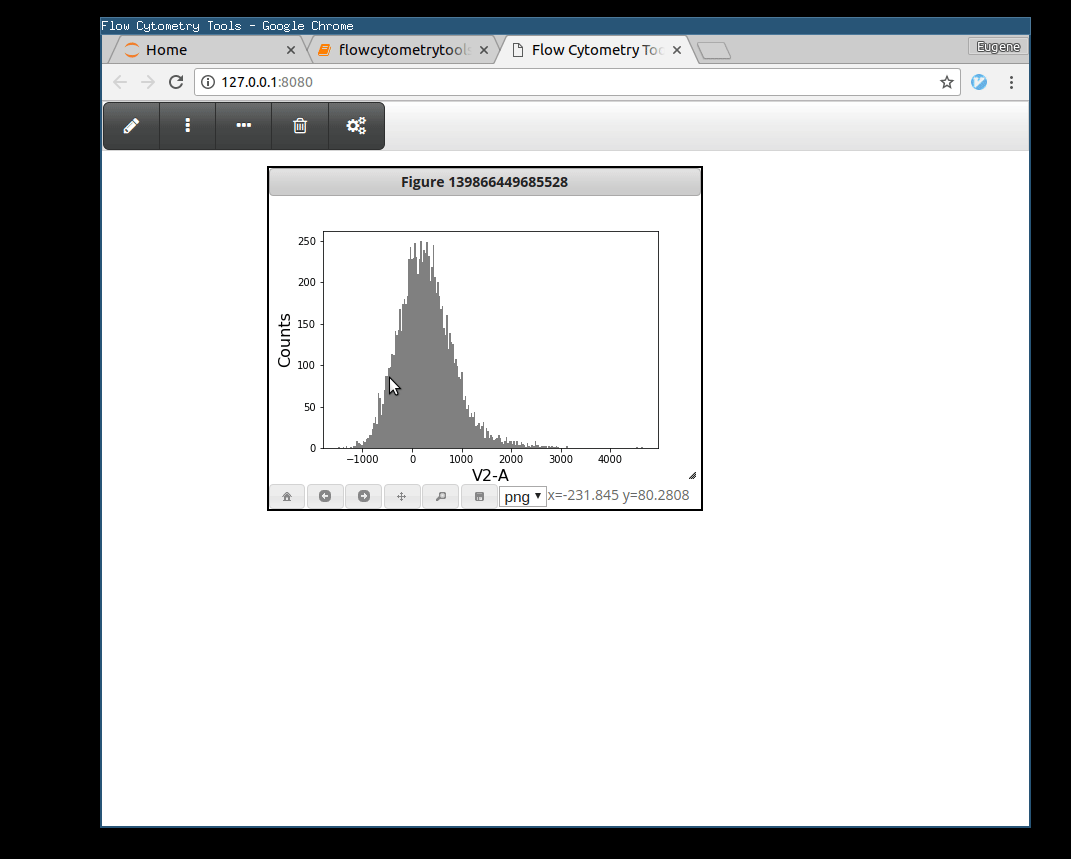 Flow Cytometry Tools - Google Chrome
Home
flowcytometrytools
Flow Cytometry Too
Eugene
127.0.0.1:8080
Figure 139866449685528
250
200
150
100
50
0
Counts
−1000 0 1000 2000 3000 4000
V2-A
png x=-231.845 y=80.2808